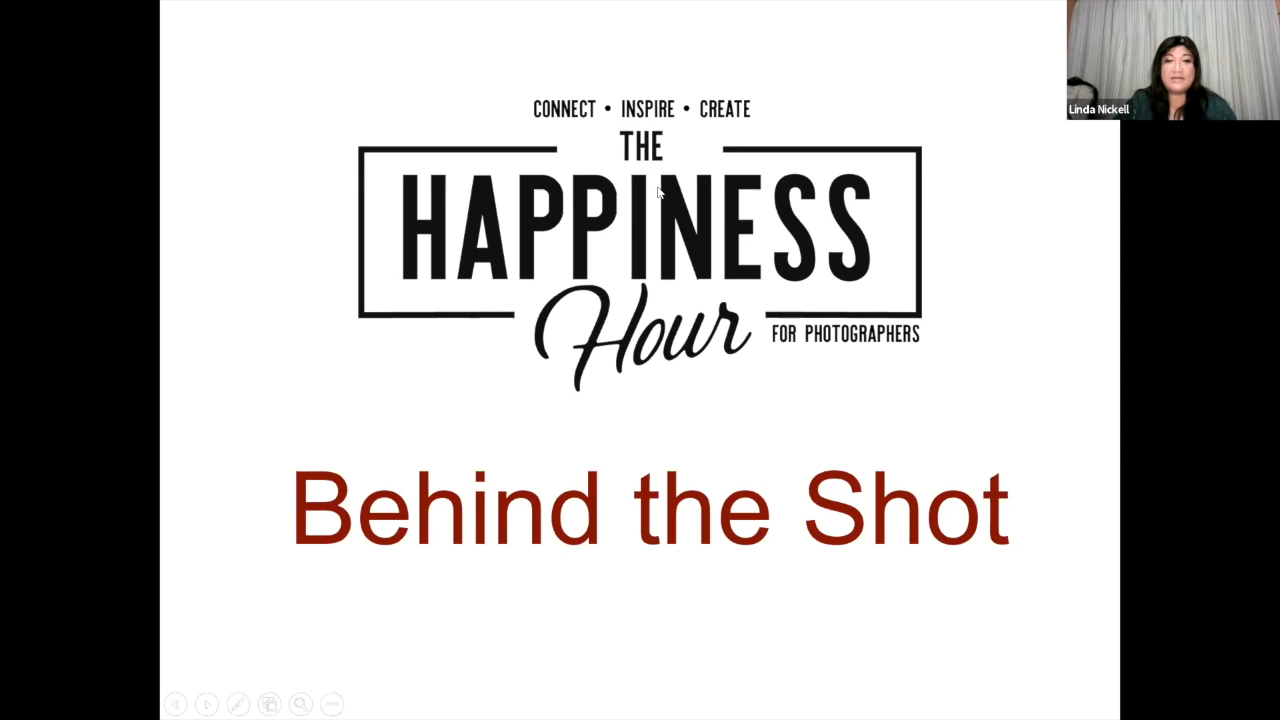 CONNECT • INSPIRE • CREATE
THE
HAPPINESS
Hour
FOR PHOTOGRAPHERS
Behind the Shot
Linda Nickell